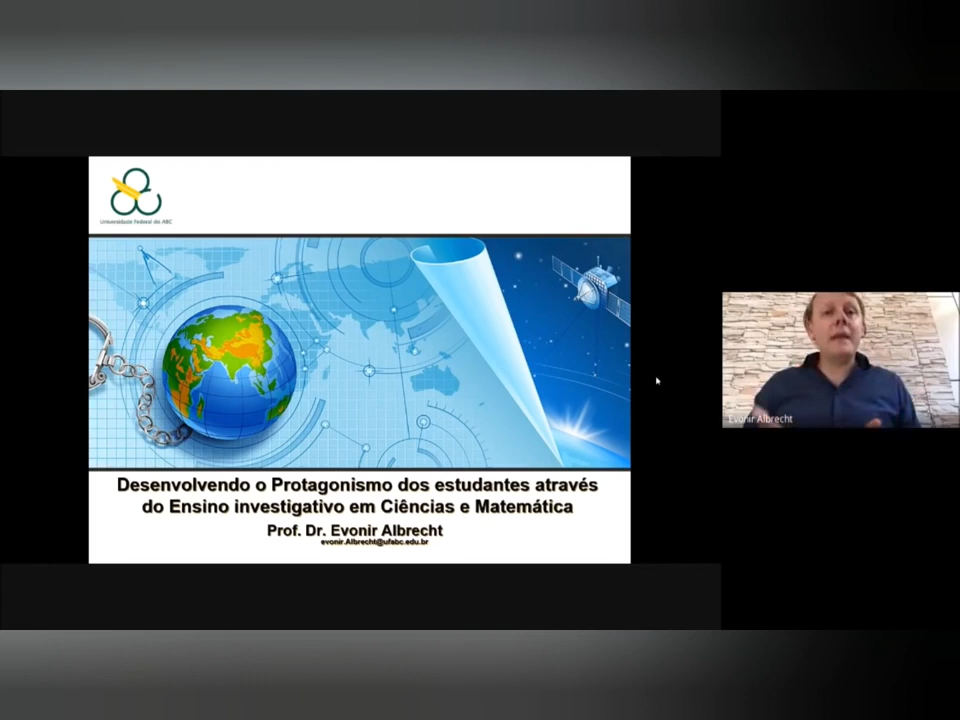 Universidade Federal do ABC
Desenvolvendo o Protagonismo dos estudantes através
do Ensino investigativo em Ciências e Matemática
Prof. Dr. Evonir Albrecht
evonir.Albrecht@ufabc.edu.br
Evonir Albrecht